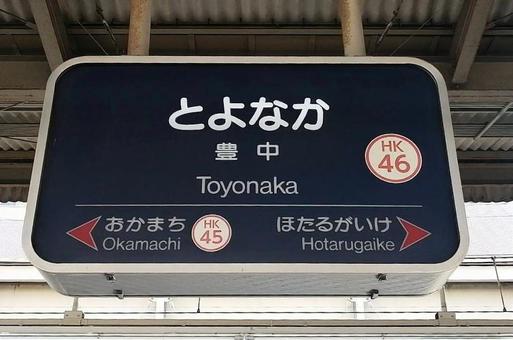 とよなか
豊中
HK
46
Toyonaka
おかまち
Okamachi
HK
45
ほたるがいけ
Hotarugaike